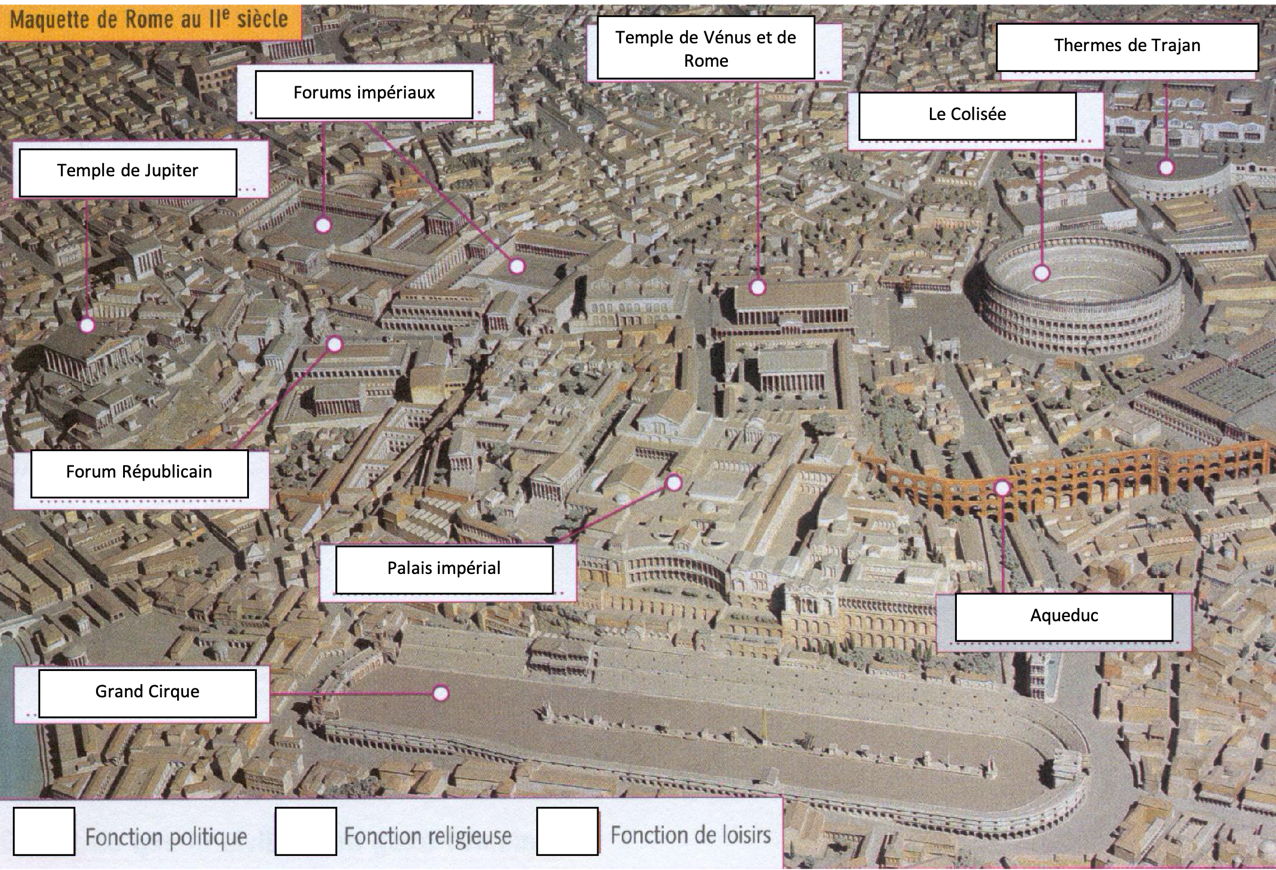 Maquette de Rome au IIe siècle
Temple de Vénus et de
Rome
Thermes de Trajan
Forums impériaux
Le Colisée
Temple de Jupiter
Forum Républicain
Palais impérial
Aqueduc
Grand Cirque
Fonction politique
Fonction religieuse
Fonction de loisirs